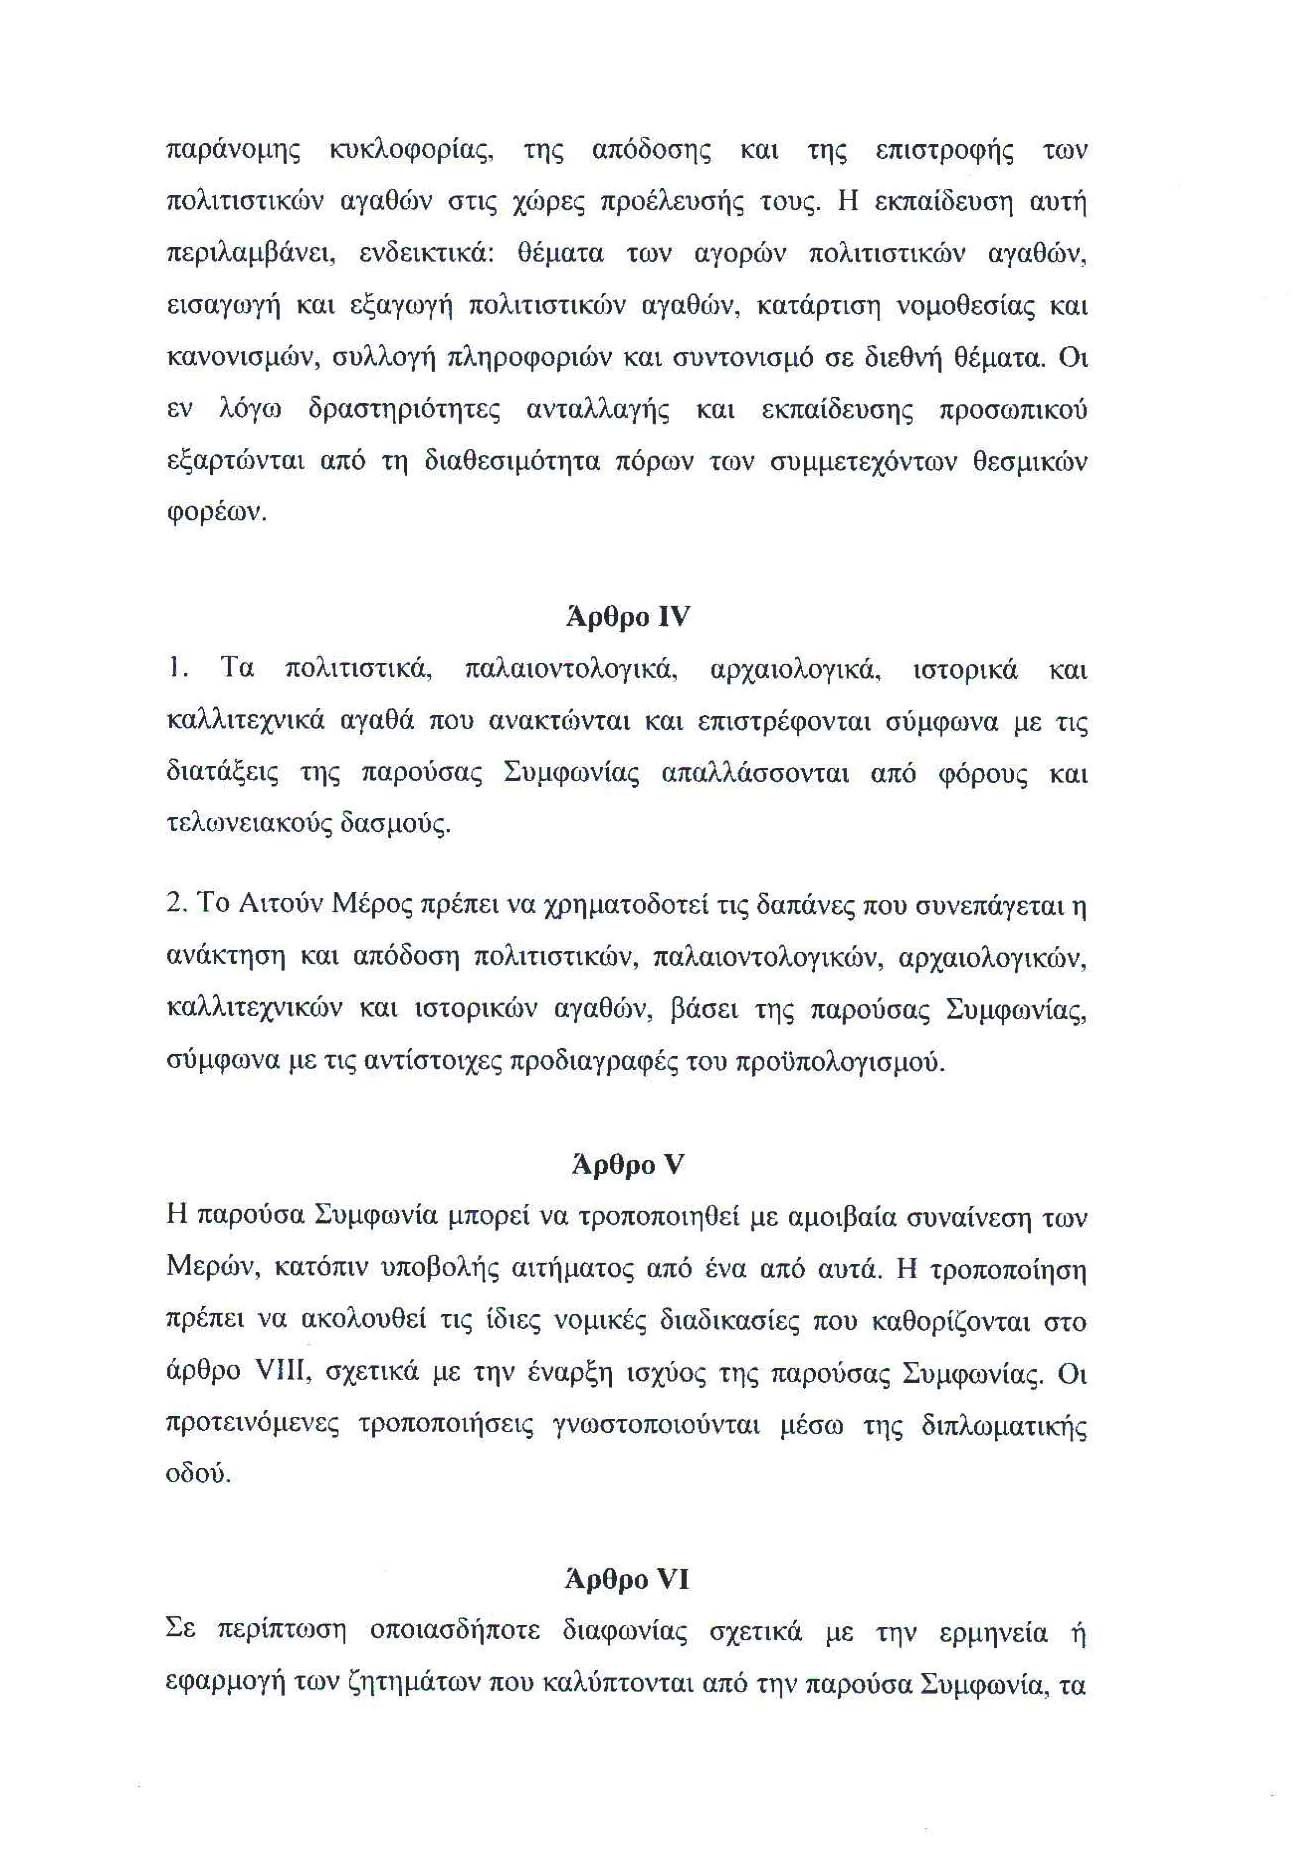 παράνομης κυκλοφορίας, της απόδοσης και της επιστροφής των
πολιτιστικών αγαθών στις χώρες προέλευσής τους. Η εκπαίδευση αυτή
περιλαμβάνει, ενδεικτικά: θέματα των αγορών πολιτιστικών αγαθών,
εισαγωγή και εξαγωγή πολιτιστικών αγαθών, κατάρτιση νομοθεσίας και
κανονισμών, συλλογή πληροφοριών και συντονισμό σε διεθνή θέματα. Οι
εν λόγω δραστηριότητες ανταλλαγής και εκπαίδευσης προσωπικού
εξαρτώνται από τη διαθεσιμότητα πόρων των συμμετεχόντων θεσμικών
φορέων.
Άρθρο IV
1. Τα πολιτιστικά, παλαιοντολογικά, αρχαιολογικά, ιστορικά και
καλλιτεχνικά αγαθά που ανακτώνται και επιστρέφονται σύμφωνα με τις
διατάξεις της παρούσας Συμφωνίας απαλλάσσονται από φόρους και
τελωνειακούς δασμούς.
2. Το Αιτούν Μέρος πρέπει να χρηματοδοτεί τις δαπάνες που συνεπάγεται η
ανάκτηση και απόδοση πολιτιστικών, παλαιοντολογικών, αρχαιολογικών,
καλλιτεχνικών και ιστορικών αγαθών, βάσει της παρούσας Συμφωνίας,
σύμφωνα με τις αντίστοιχες προδιαγραφές του προϋπολογισμού.
Άρθρο V
Η παρούσα Συμφωνία μπορεί να τροποποιηθεί με αμοιβαία συναίνεση των
Μερών, κατόπιν υποβολής αιτήματος από ένα από αυτά. Η τροποποίηση
πρέπει να ακολουθεί τις ίδιες νομικές διαδικασίες που καθορίζονται στο
άρθρο VIII, σχετικά με την έναρξη ισχύος της παρούσας Συμφωνίας. Οι
προτεινόμενες τροποποιήσεις γνωστοποιούνται μέσω της διπλωματικής
οδού.
Άρθρο VI
Σε περίπτωση οποιασδήποτε διαφωνίας σχετικά με την ερμηνεία ή
εφαρμογή των ζητημάτων που καλύπτονται από την παρούσα Συμφωνία, τα